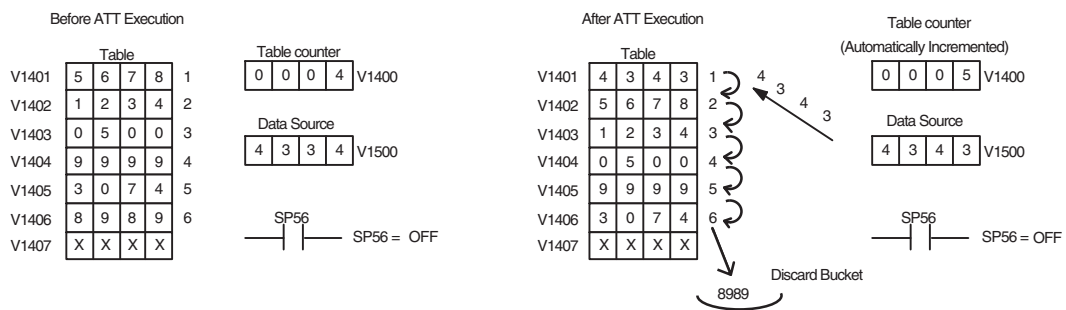 Before ATT Execution
Table
V1401 5 6 7 8 1
V1402 1 2 3 4 2
V1403 0 5 0 0 3
V1404 9 9 9 9 4
V1405 3 0 7 4 5
V1406 8 9 8 9 6
V1407 X X X X
Table counter
0 0 0 4 V1400
Data Source
4 3 3 4 V1500
SP56
SP56 = OFF
After ATT Execution
Table
V1401 4 3 4 3 1
V1402 5 6 7 8 2
V1403 1 2 3 4 3
V1404 0 5 0 0 4
V1405 9 9 9 9 5
V1406 3 0 7 4 6
V1407 X X X X
4 3 4 3
Table counter
(Automatically Incremented)
0 0 0 5 V1400
Data Source
4 3 4 3 V1500
SP56
SP56 = OFF
Discard Bucket
8989